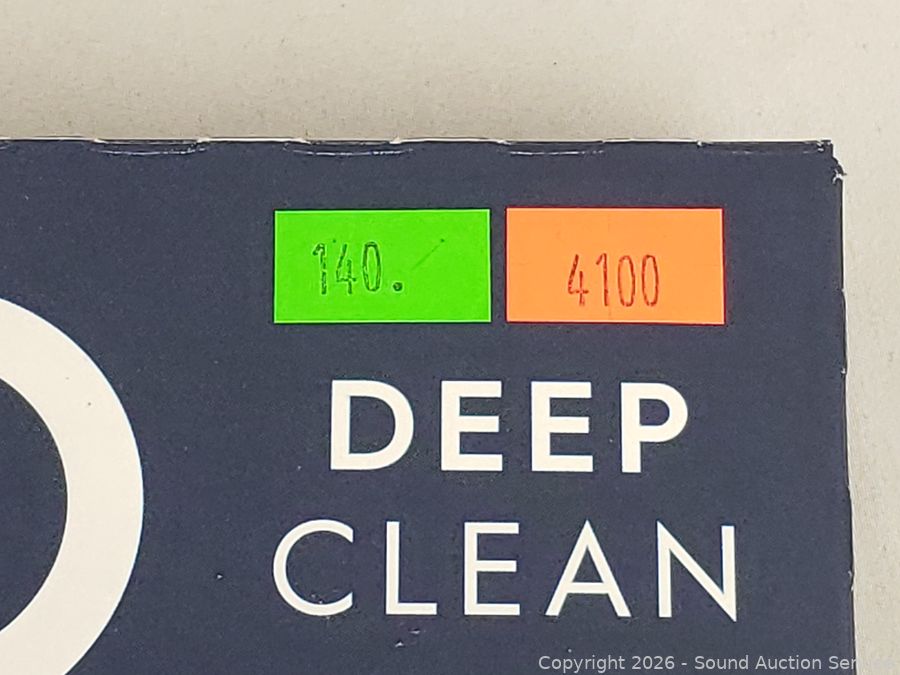 140.
4100
DEEP
CLEAN
Copyright 2026 - Sound Auction Service